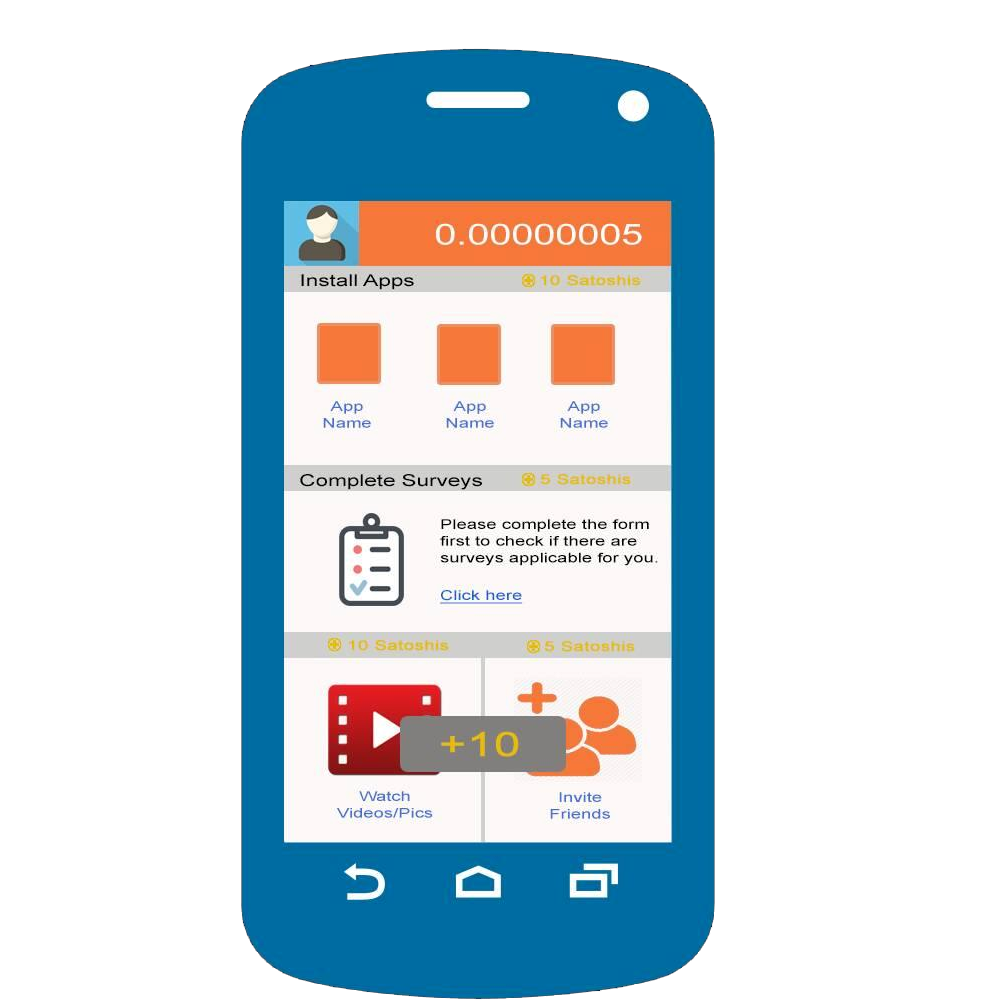 0.00000005
Install Apps
10 Satoshis
App
Name
App
Name
App
Name
Complete Surveys
5 Satoshis
Please complete the form
first to check if there are
surveys applicable for you.
Click here
10 Satoshis
5 Satoshis
+10
Watch
Videos/Pics
Invite
Friends